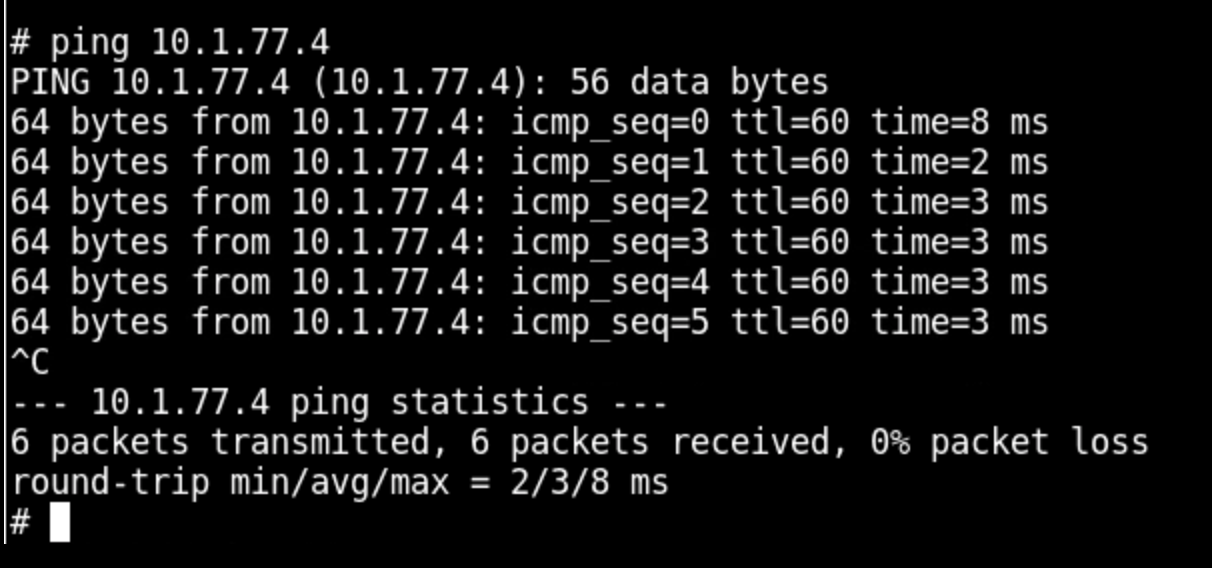 # ping 10.1.77.4
PING 10.1.77.4 (10.1.77.4): 56 data bytes
64 bytes from 10.1.77.4: icmp_seq=0 ttl=60 time=8 ms
64 bytes from 10.1.77.4: icmp_seq=1 ttl=60 time=2 ms
64 bytes from 10.1.77.4: icmp_seq=2 ttl=60 time=3 ms
64 bytes from 10.1.77.4: icmp_seq=3 ttl=60 time=3 ms
64 bytes from 10.1.77.4: icmp_seq=4 ttl=60 time=3 ms
64 bytes from 10.1.77.4: icmp_seq=5 ttl=60 time=3 ms
^C
--- 10.1.77.4 ping statistics ---
6 packets transmitted, 6 packets received, 0% packet loss
round-trip min/avg/max = 2/3/8 ms
#